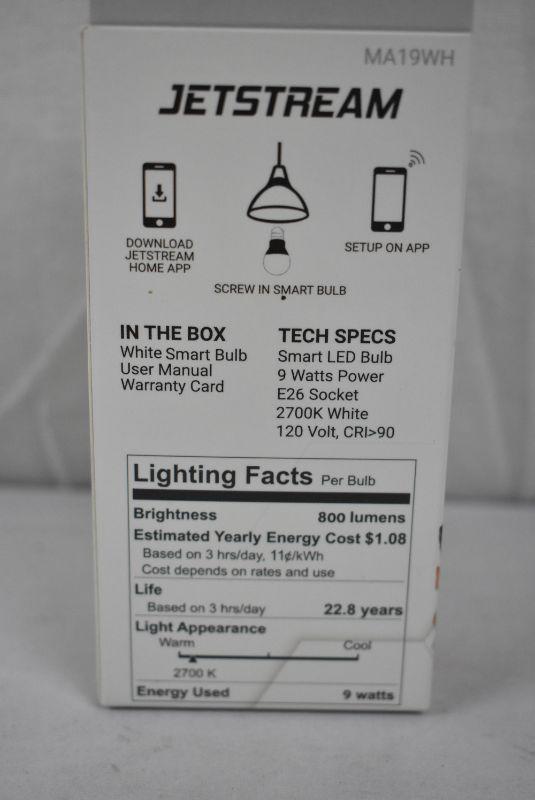 MA19WH
JETSTREAM
DOWNLOAD
JETSTREAM
HOME APP
SCREW IN SMART BULB
SETUP ON APP
IN THE BOX
White Smart Bulb
User Manual
Warranty Card
TECH SPECS
Smart LED Bulb
9 Watts Power
E26 Socket
2700K White
120 Volt, CRI>90
Lighting Facts Per Bulb
Brightness 800 lumens
Estimated Yearly Energy Cost $1.08
Based on 3 hrs/day, 11¢/kWh
Cost depends on rates and use
Life
Based on 3 hrs/day 22.8 years
Light Appearance
Warm Cool
2700 K
Energy Used 9 watts